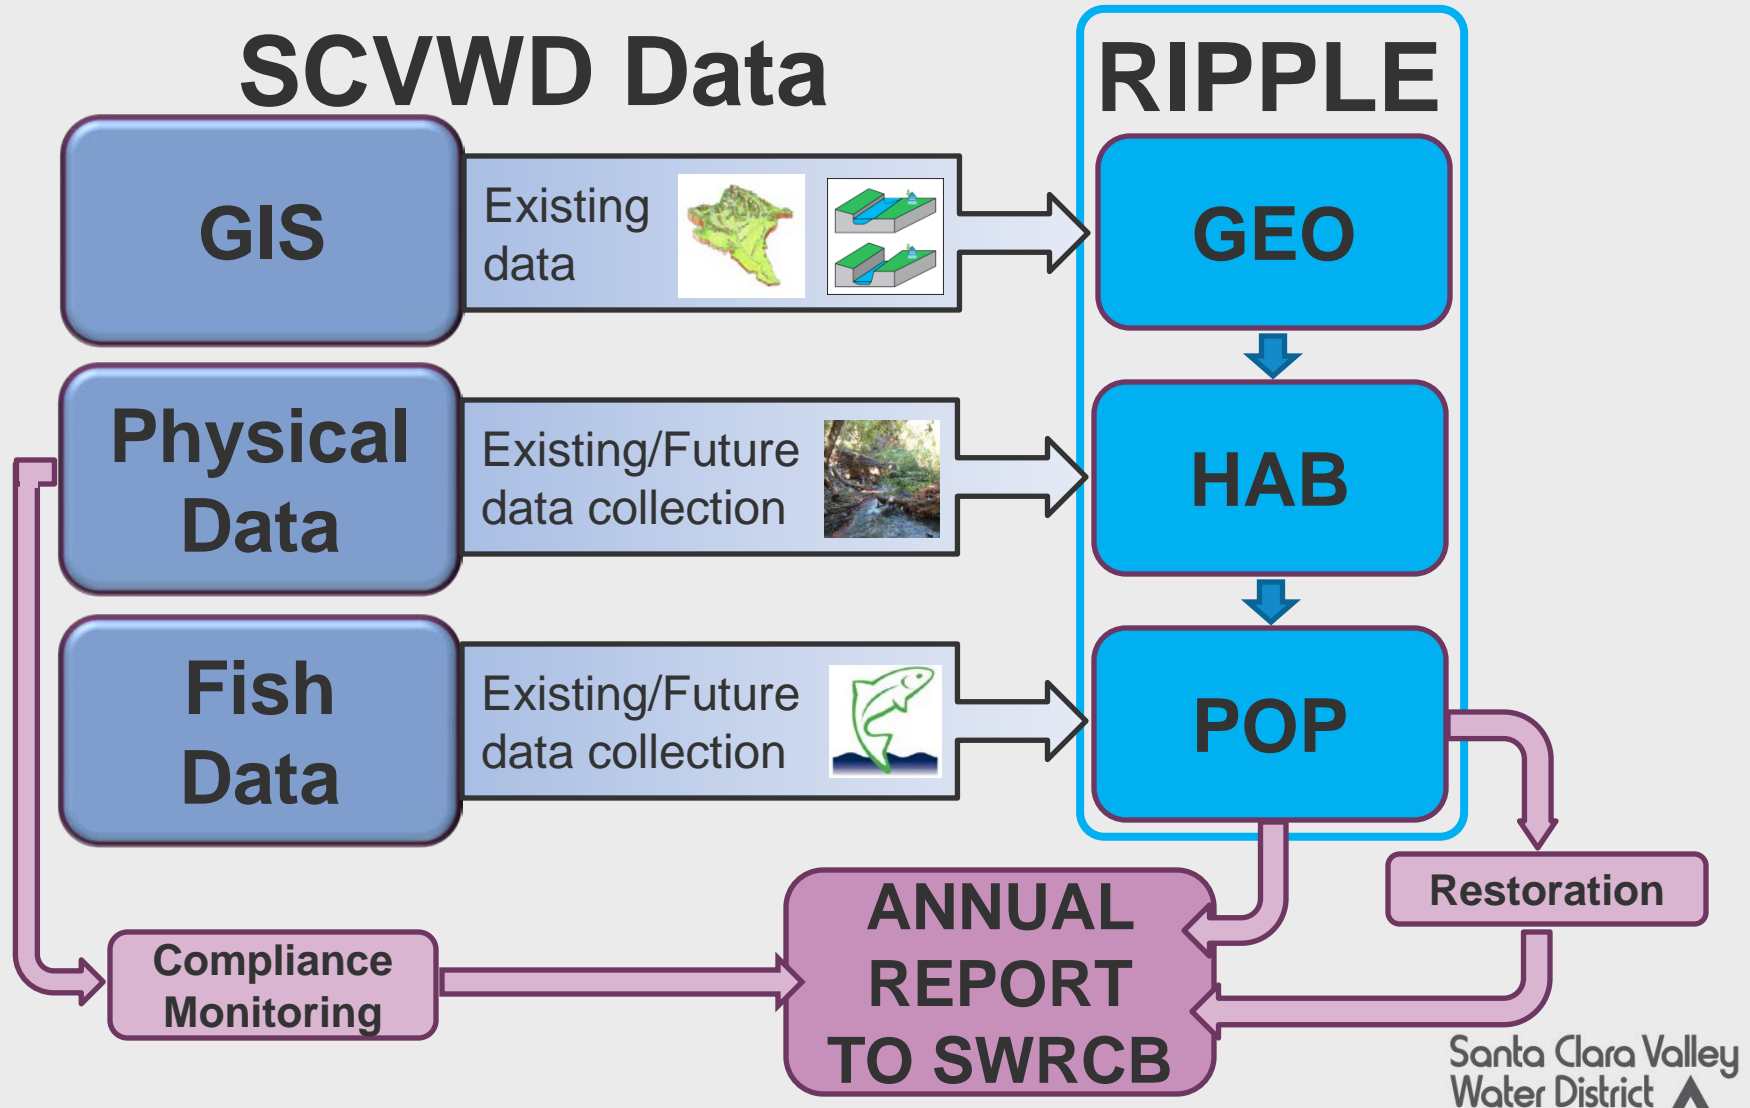 SCVWD Data
RIPPLE
GIS
Existing
data
GEO
Physical
Data
Existing/Future
data collection
HAB
Fish
Data
Existing/Future
data collection
POP
Restoration
Compliance
Monitoring
ANNUAL
REPORT
TO SWRCB
Santa Clara Valley
Water District